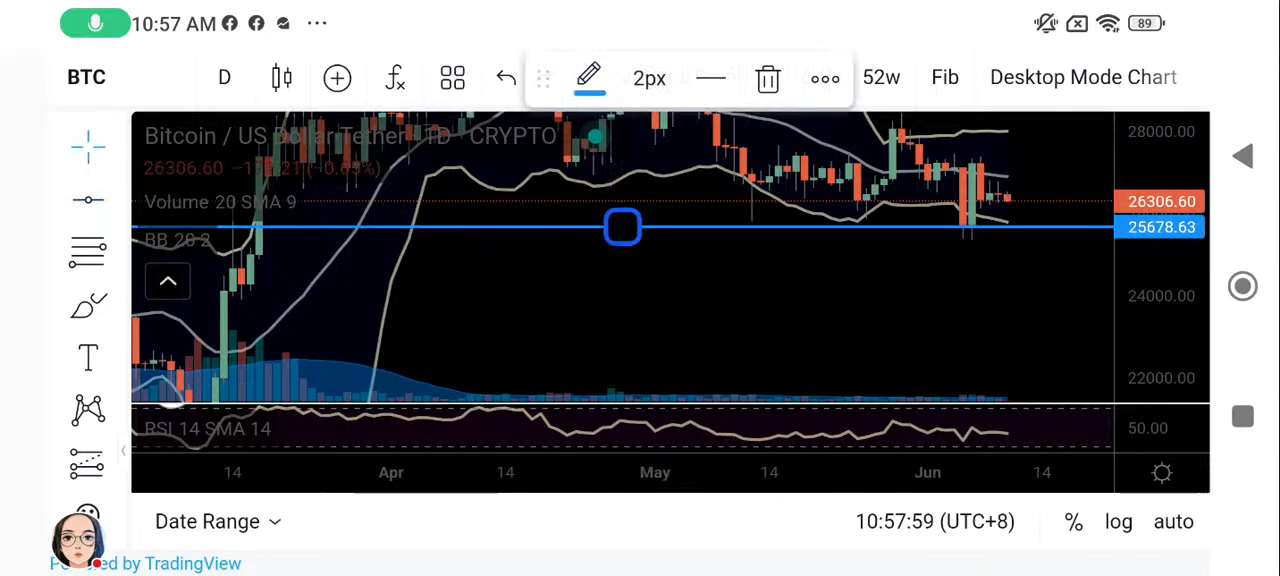 10:57 AM 89
BTC D 2px 52w Fib Desktop Mode Chart
Bitcoin / US Dollar Tether 1D CRYPTO
28000.00
26306.60
26306.60
Volume 20 SMA 9
25678.63
BB 20 2
24000.00
22000.00
RSI 14 SMA 14
50.00
14 Apr 14 May 14 Jun 14
Date Range 10:57:59 (UTC+8) % log auto
ed by TradingView